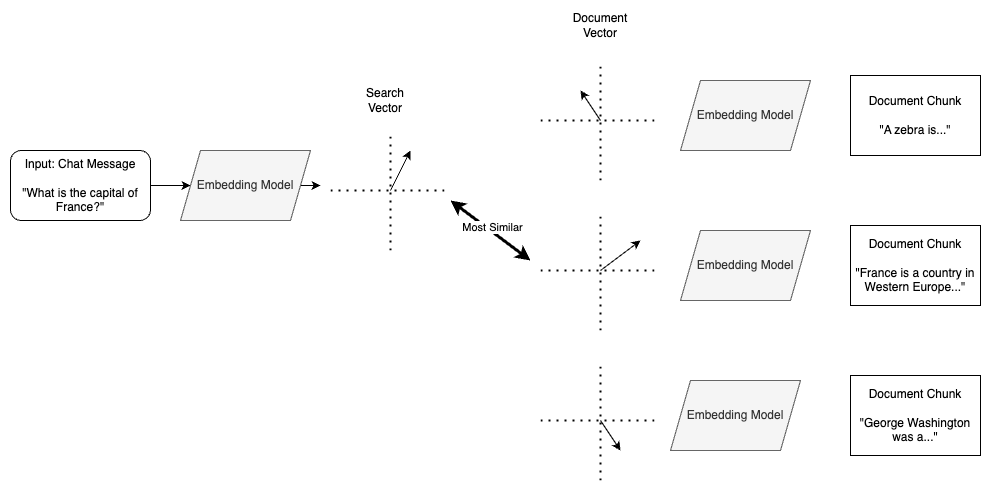 Input: Chat Message
"What is the capital of
France?"
Embedding Model
Search
Vector
Most Similar
Document
Vector
Embedding Model
Document Chunk
"A zebra is..."
Embedding Model
Document Chunk
"France is a country in
Western Europe..."
Embedding Model
Document Chunk
"George Washington
was a..."